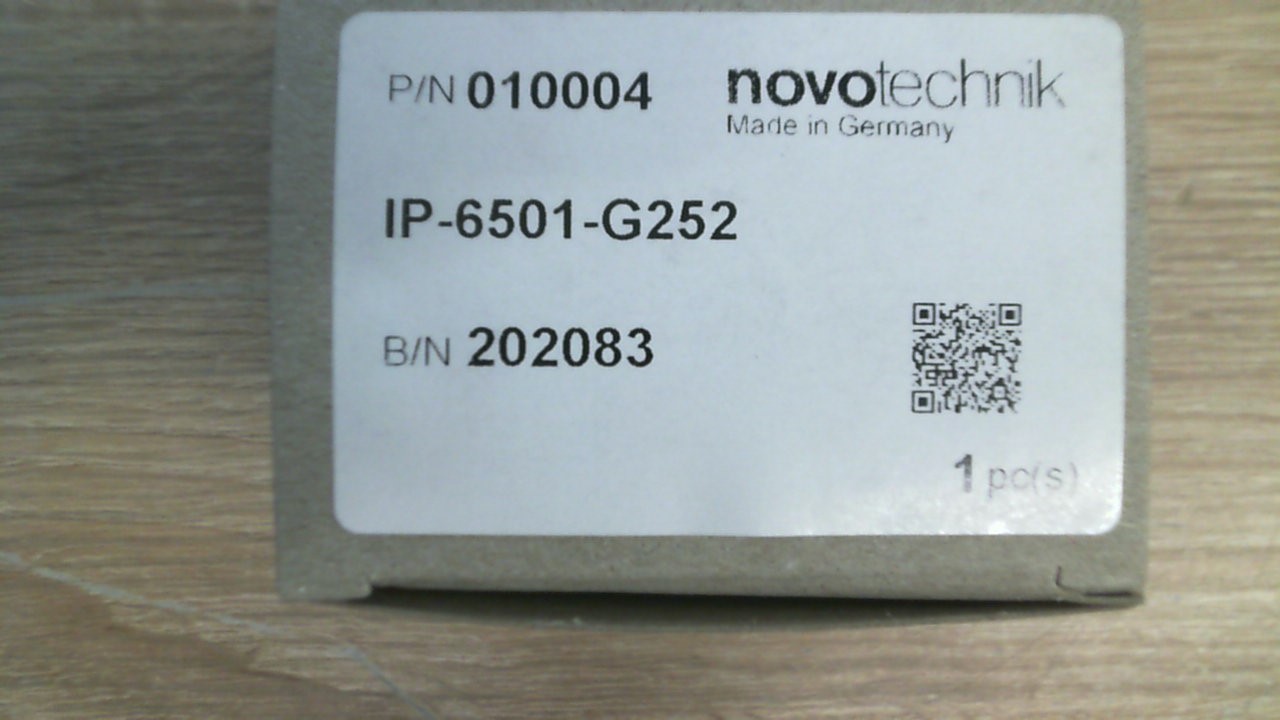 P/N 010004 novotechnik
Made in Germany
IP-6501-G252
B/N 202083
1 pc(s)